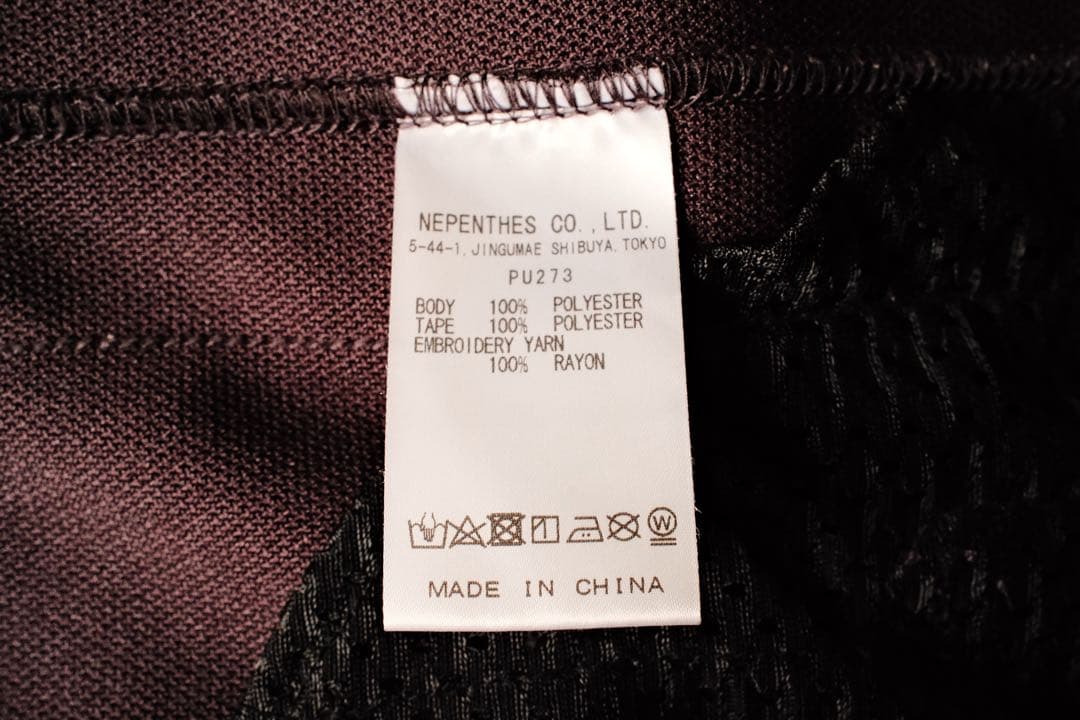 NEPENTHES CO.,LTD.
5-44-1, JINGUMAE SHIBUYA, TOKYO
PU273
BODY 100% POLYESTER
TAPE 100% POLYESTER
EMBROIDERY YARN
100% RAYON
W
MADE IN CHINA